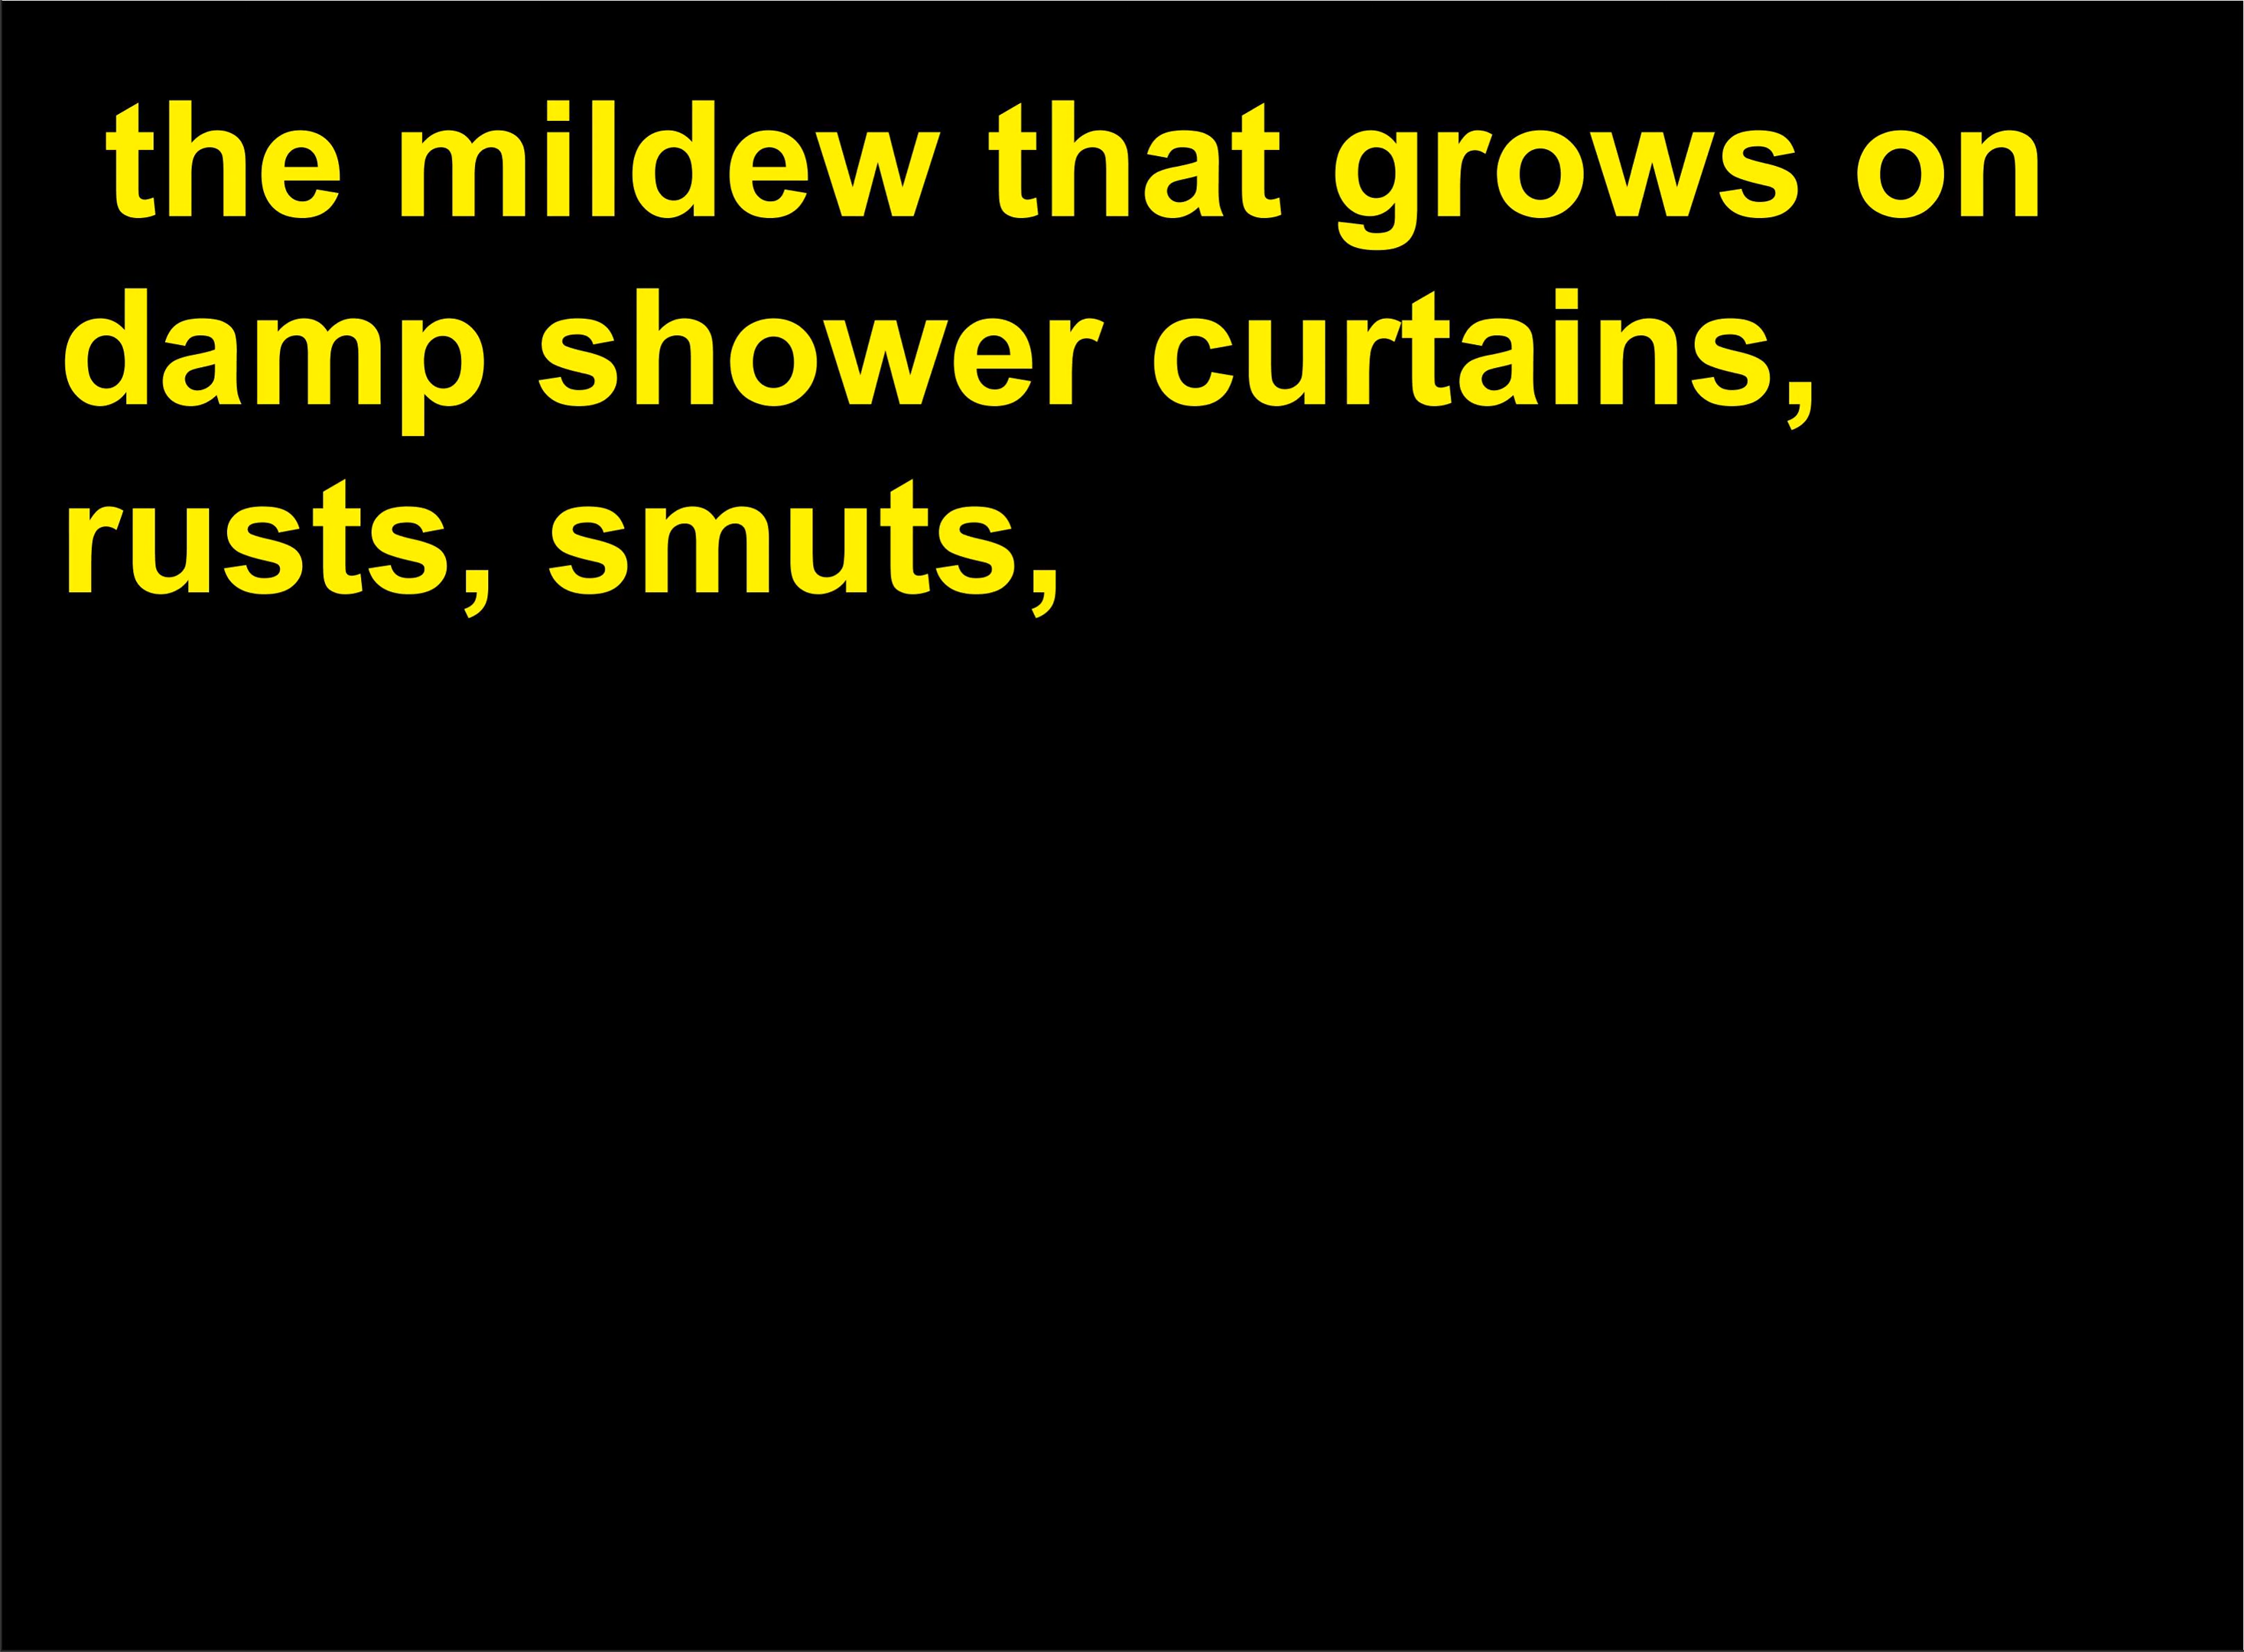 the mildew that grows on
damp shower curtains,
rusts, smuts,